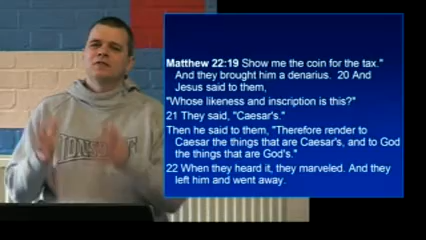 Matthew 22:19 Show me the coin for the tax."
And they brought him a denarius.  20 And
Jesus said to them,
"Whose likeness and inscription is this?"
21 They said, "Caesar's."
Then he said to them, "Therefore render to
Caesar the things that are Caesar's, and to God
the things that are God's."
22 When they heard it, they marveled. And they
left him and went away.
LONSDALE